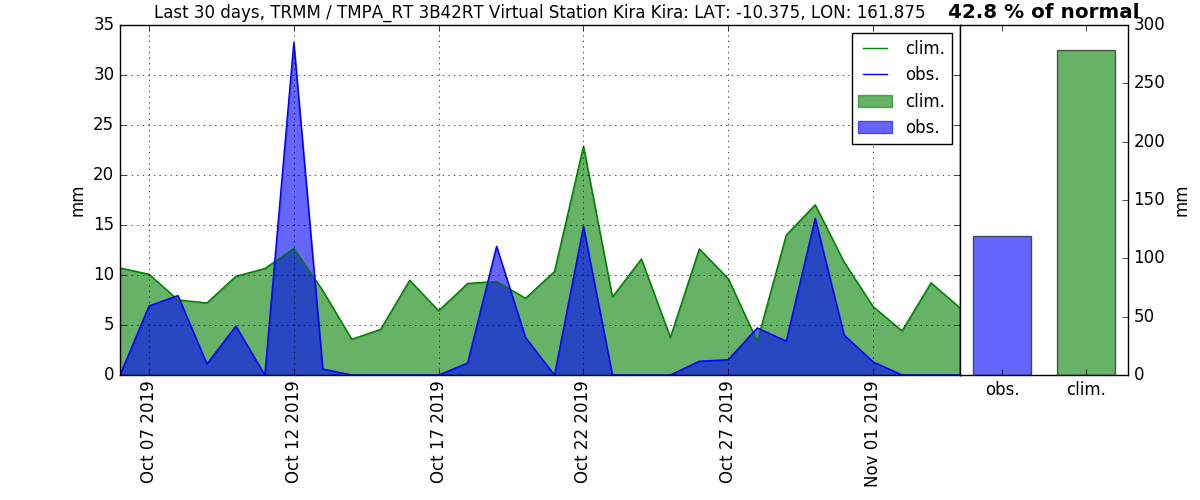 Last 30 days, TRMM / TMPA_RT 3B42RT Virtual Station Kira Kira: LAT: -10.375, LON: 161.875
42.8 % of normal
35
30
25
20
15
10
5
0
mm
clim.
obs.
clim.
obs.
Oct 07 2019
Oct 12 2019
Oct 17 2019
Oct 22 2019
Oct 27 2019
Nov 01 2019
300
250
200
150
100
50
0
mm
obs.
clim.